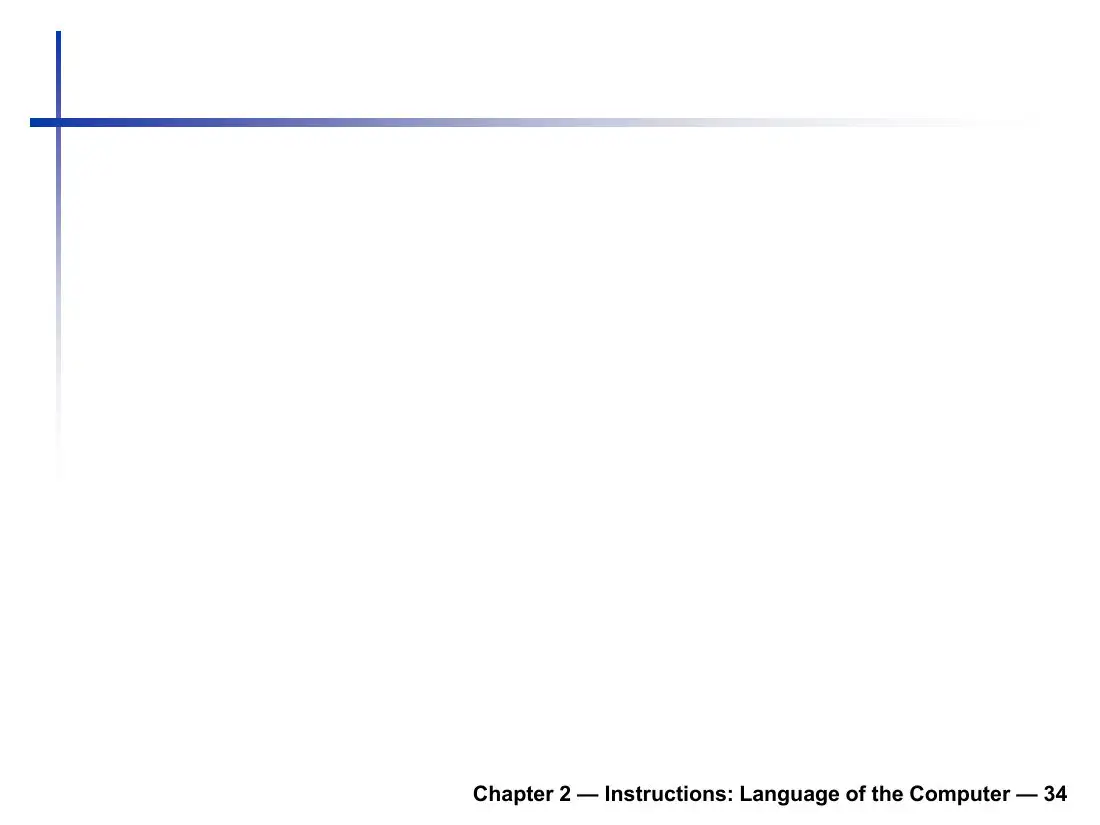 Chapter 2 — Instructions: Language of the Computer — 34